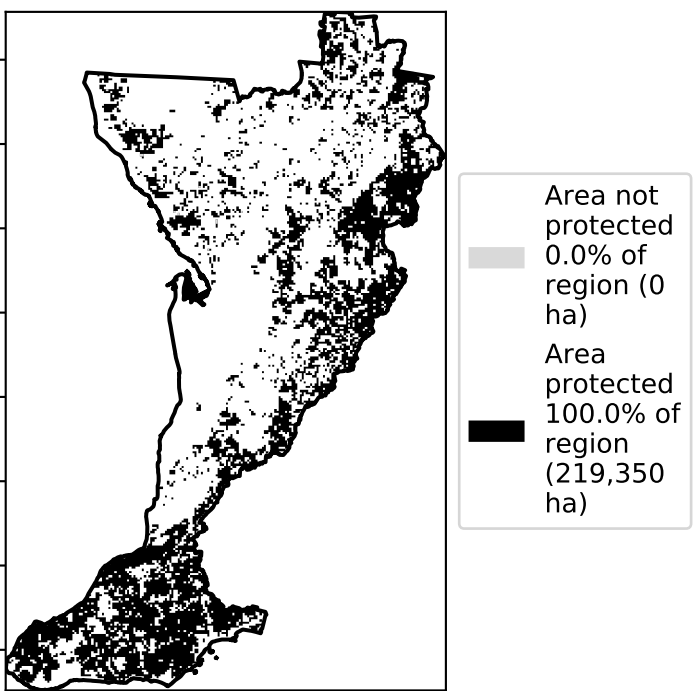 Area not
protected
0.0% of
region (0
ha)
Area
protected
100.0% of
region
(219,350
ha)